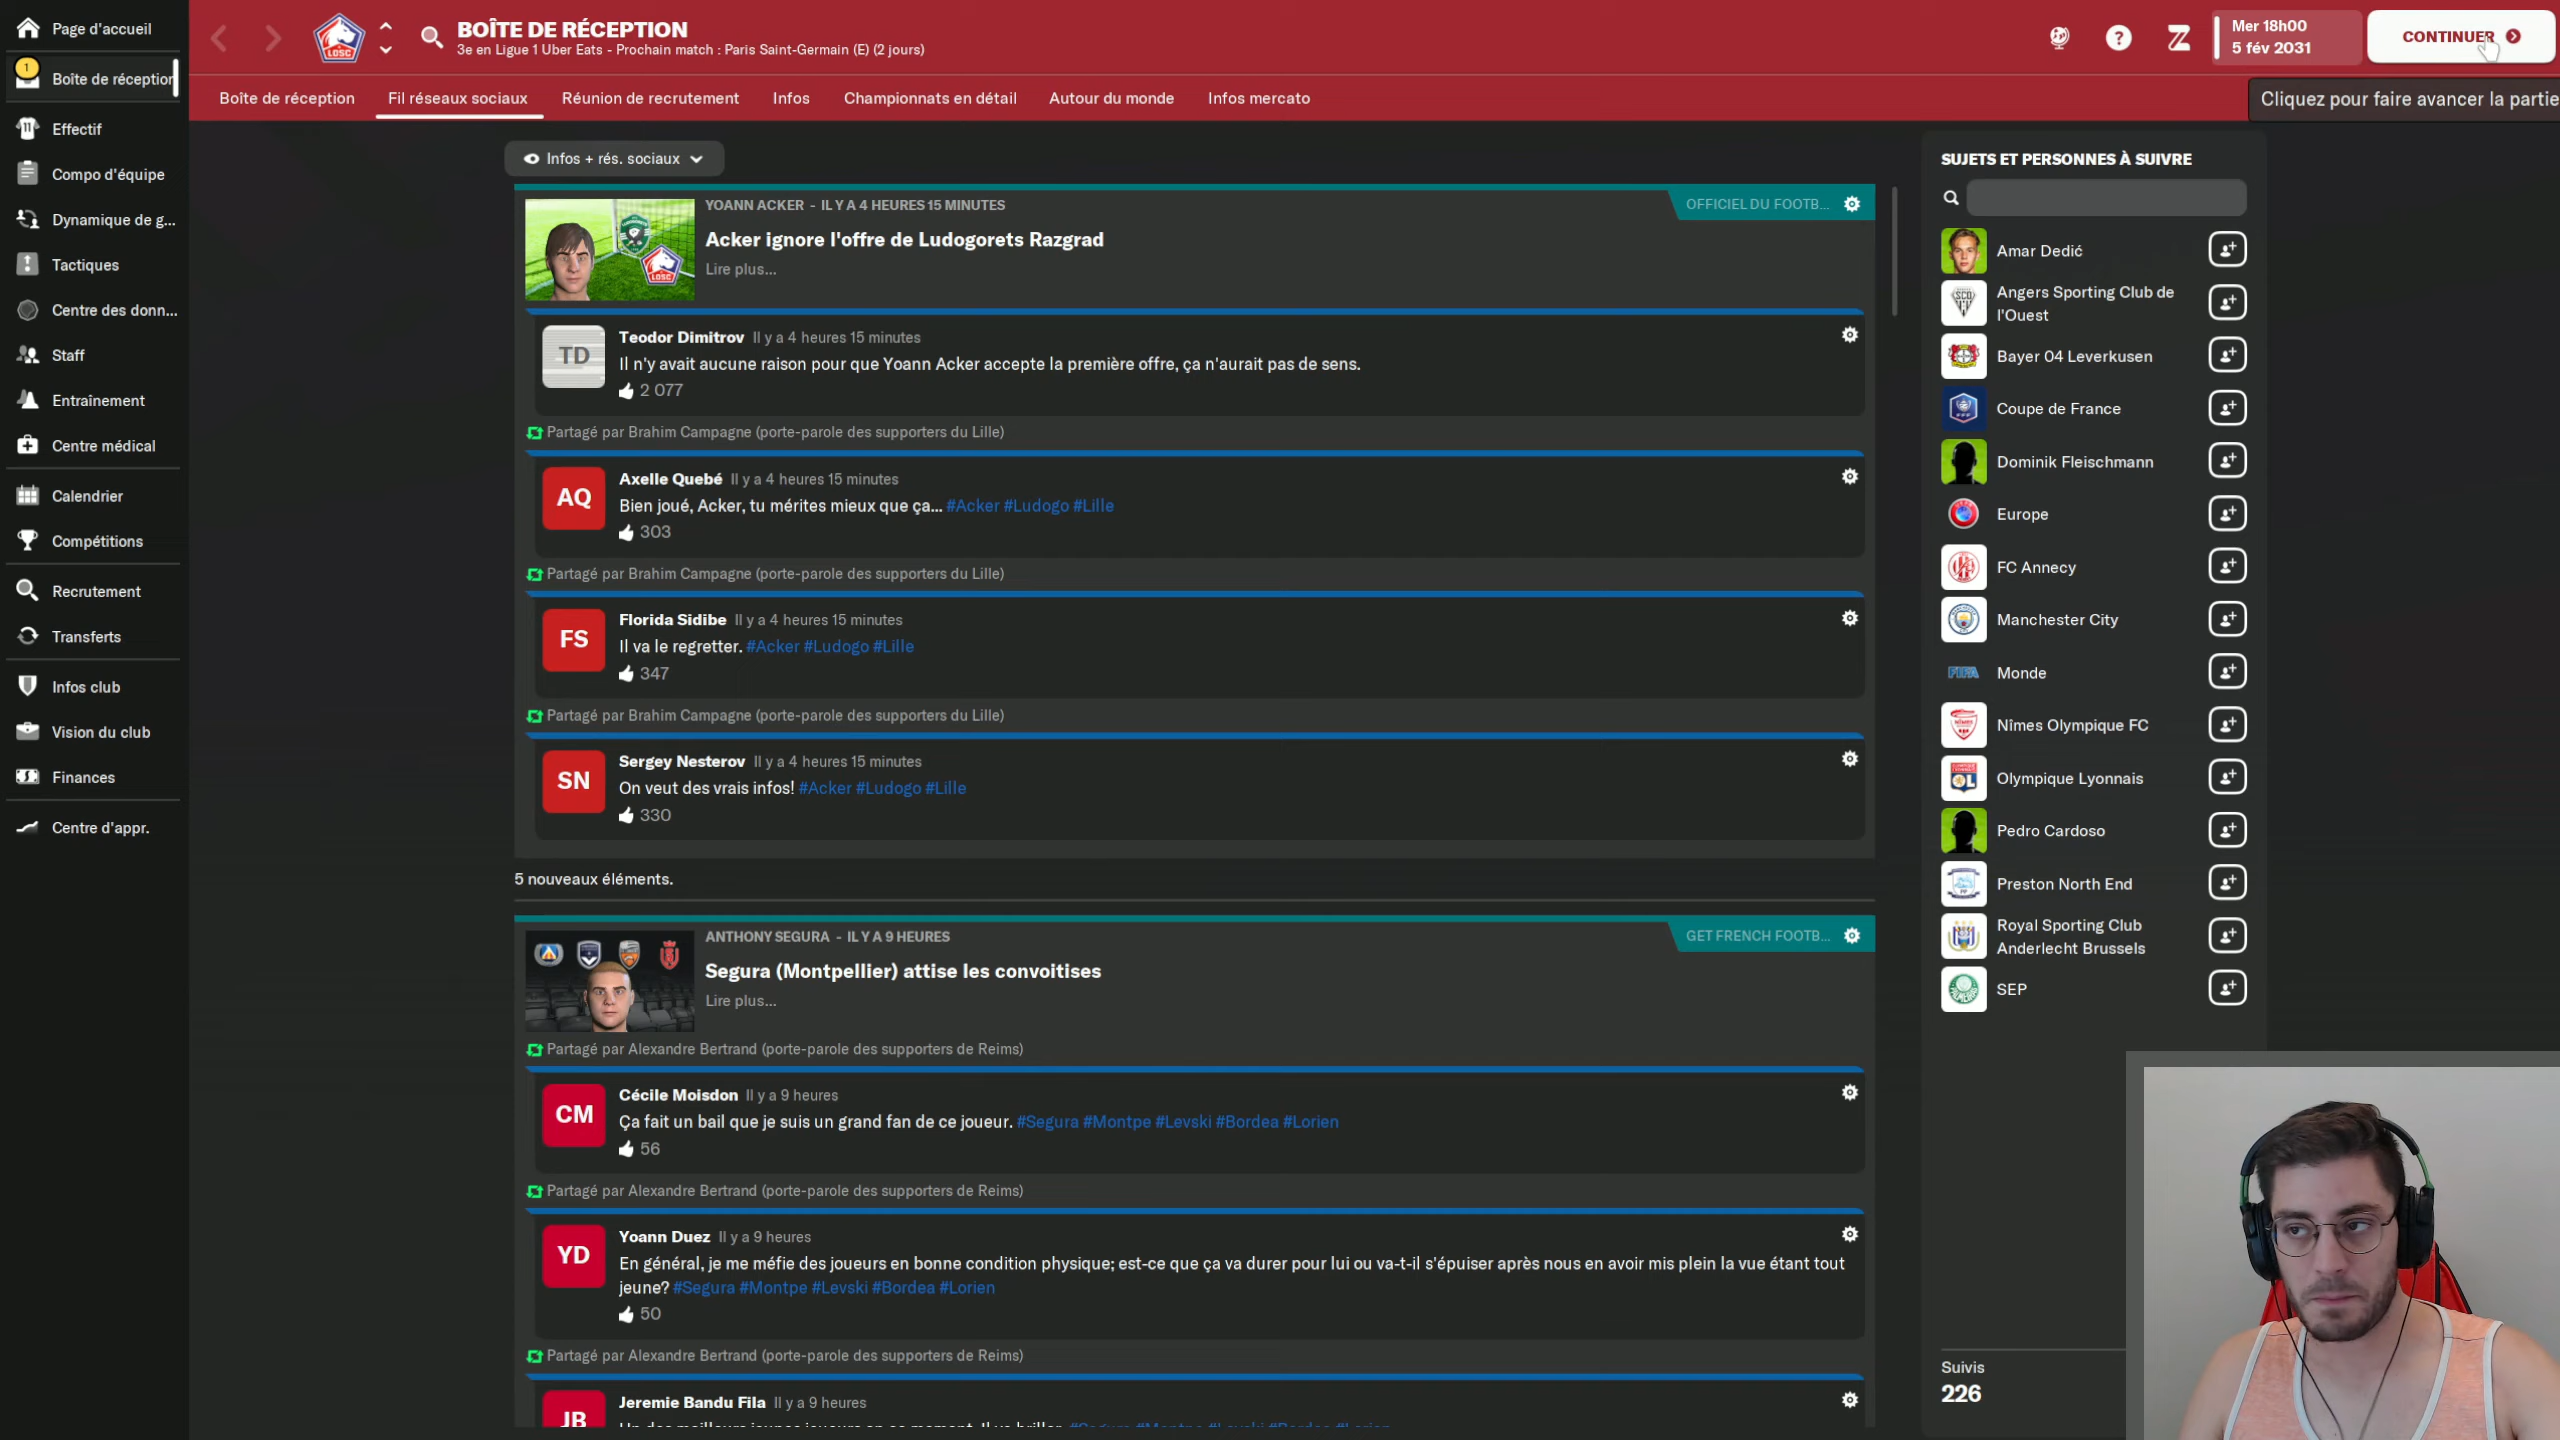 Page d'accueil
1
Boîte de réception
Effectif
Compo d'équipe
Dynamique de g...
Tactiques
Centre des donn...
Staff
Entraînement
Centre médical
Calendrier
Compétitions
Recrutement
Transferts
Infos club
Vision du club
Finances
Centre d'appr.
LOSC
BOÎTE DE RÉCEPTION
3e en Ligue 1 Uber Eats - Prochain match : Paris Saint-Germain (E) (2 jours)
Mer 18h00
5 fév 2031
CONTINUER
Cliquez pour faire avancer la partie
Boîte de réception
Fil réseaux sociaux
Réunion de recrutement
Infos
Championnats en détail
Autour du monde
Infos mercato
Infos + rés. sociaux
YOANN ACKER - IL Y A 4 HEURES 15 MINUTES
OFFICIEL DU FOOTB...
Acker ignore l'offre de Ludogorets Razgrad
Lire plus...
LOSC
TD
Teodor Dimitrov Il y a 4 heures 15 minutes
Il n'y avait aucune raison pour que Yoann Acker accepte la première offre, ça n'aurait pas de sens.
2 077
Partagé par Brahim Campagne (porte-parole des supporters du Lille)
AQ
Axelle Quebé Il y a 4 heures 15 minutes
Bien joué, Acker, tu mérites mieux que ça... #Acker #Ludogo #Lille
303
Partagé par Brahim Campagne (porte-parole des supporters du Lille)
FS
Florida Sidibe Il y a 4 heures 15 minutes
Il va le regretter. #Acker #Ludogo #Lille
347
Partagé par Brahim Campagne (porte-parole des supporters du Lille)
SN
Sergey Nesterov Il y a 4 heures 15 minutes
On veut des vrais infos! #Acker #Ludogo #Lille
330
5 nouveaux éléments.
ANTHONY SEGURA - IL Y A 9 HEURES
GET FRENCH FOOTB...
Segura (Montpellier) attise les convoitises
Lire plus...
Partagé par Alexandre Bertrand (porte-parole des supporters de Reims)
CM
Cécile Moisdon Il y a 9 heures
Ça fait un bail que je suis un grand fan de ce joueur. #Segura #Montpe #Levski #Bordea #Lorien
56
Partagé par Alexandre Bertrand (porte-parole des supporters de Reims)
YD
Yoann Duez Il y a 9 heures
En général, je me méfie des joueurs en bonne condition physique; est-ce que ça va durer pour lui ou va-t-il s'épuiser après nous en avoir mis plein la vue étant tout
jeune? #Segura #Montpe #Levski #Bordea #Lorien
50
Partagé par Alexandre Bertrand (porte-parole des supporters de Reims)
JB
Jeremie Bandu Fila Il y a 9 heures
SUJETS ET PERSONNES À SUIVRE
Amar Dedić
Angers Sporting Club de
l'Ouest
Bayer 04 Leverkusen
Coupe de France
Dominik Fleischmann
Europe
FC Annecy
Manchester City
FIFA
Monde
Nîmes Olympique FC
OL
Olympique Lyonnais
Pedro Cardoso
Preston North End
Royal Sporting Club
Anderlecht Brussels
SEP
Suivis
226